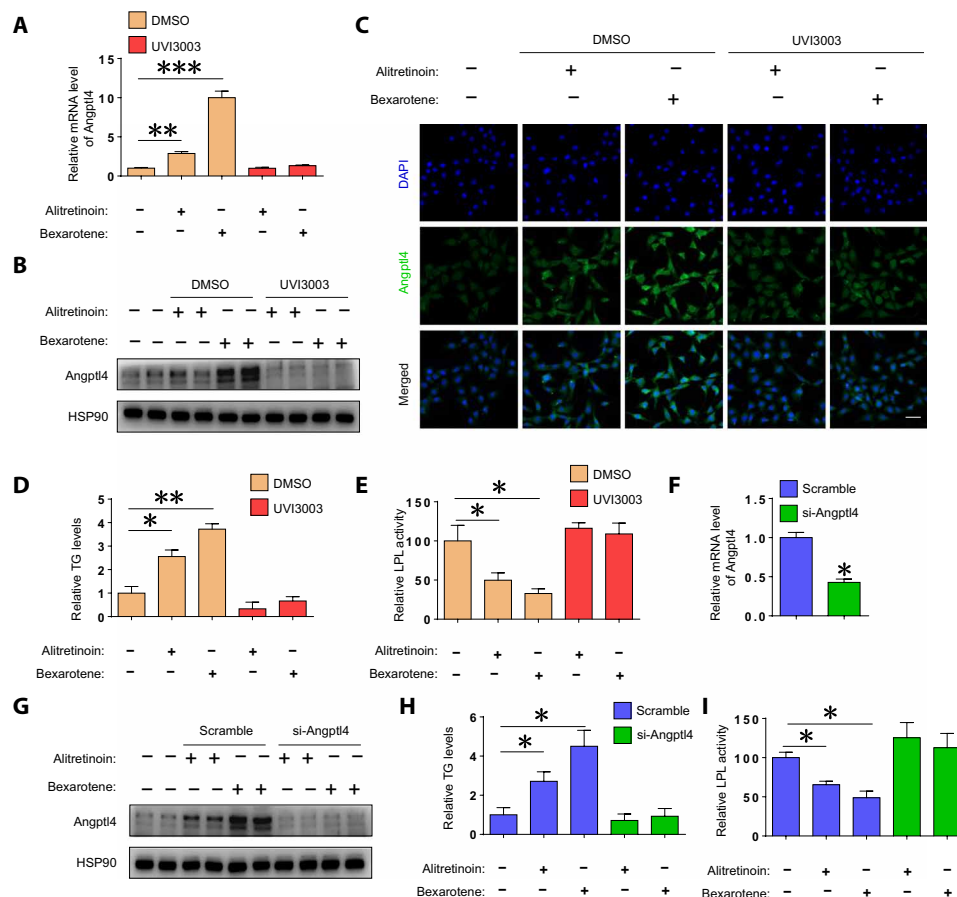 A
DMSO
UVI3003
Relative mRNA level
of Angptl4
15
10
5
0
***
**
Alitretinoin: – + – + –
Bexarotene: – – + – +
B
DMSO UVI3003
Alitretinoin: – – + + – – + + – –
Bexarotene: – – – – + + – – + +
Angptl4
HSP90
C
DMSO UVI3003
Alitretinoin: – + – + –
Bexarotene: – – + – +
DAPI
Angptl4
Merged
D
DMSO
UVI3003
Relative TG levels
5
4
3
2
1
0
**
*
Alitretinoin: – + – + –
Bexarotene: – – + – +
E
DMSO
UVI3003
Relative LPL activity
150
100
50
0
*
*
Alitretinoin: – + – + –
Bexarotene: – – + – +
F
Scramble
si-Angptl4
Relative mRNA level
of Angptl4
1.5
1.0
0.5
0.0
*
G
Scramble si-Angptl4
Alitretinoin: – – + + – – + + – –
Bexarotene: – – – – + + – – + +
Angptl4
HSP90
H
Scramble
si-Angptl4
Relative TG levels
6
4
2
0
*
*
Alitretinoin: – + – + –
Bexarotene: – – + – +
I
Relative LPL activity
150
100
50
0
*
*
Alitretinoin: – + – + –
Bexarotene: – – + – +